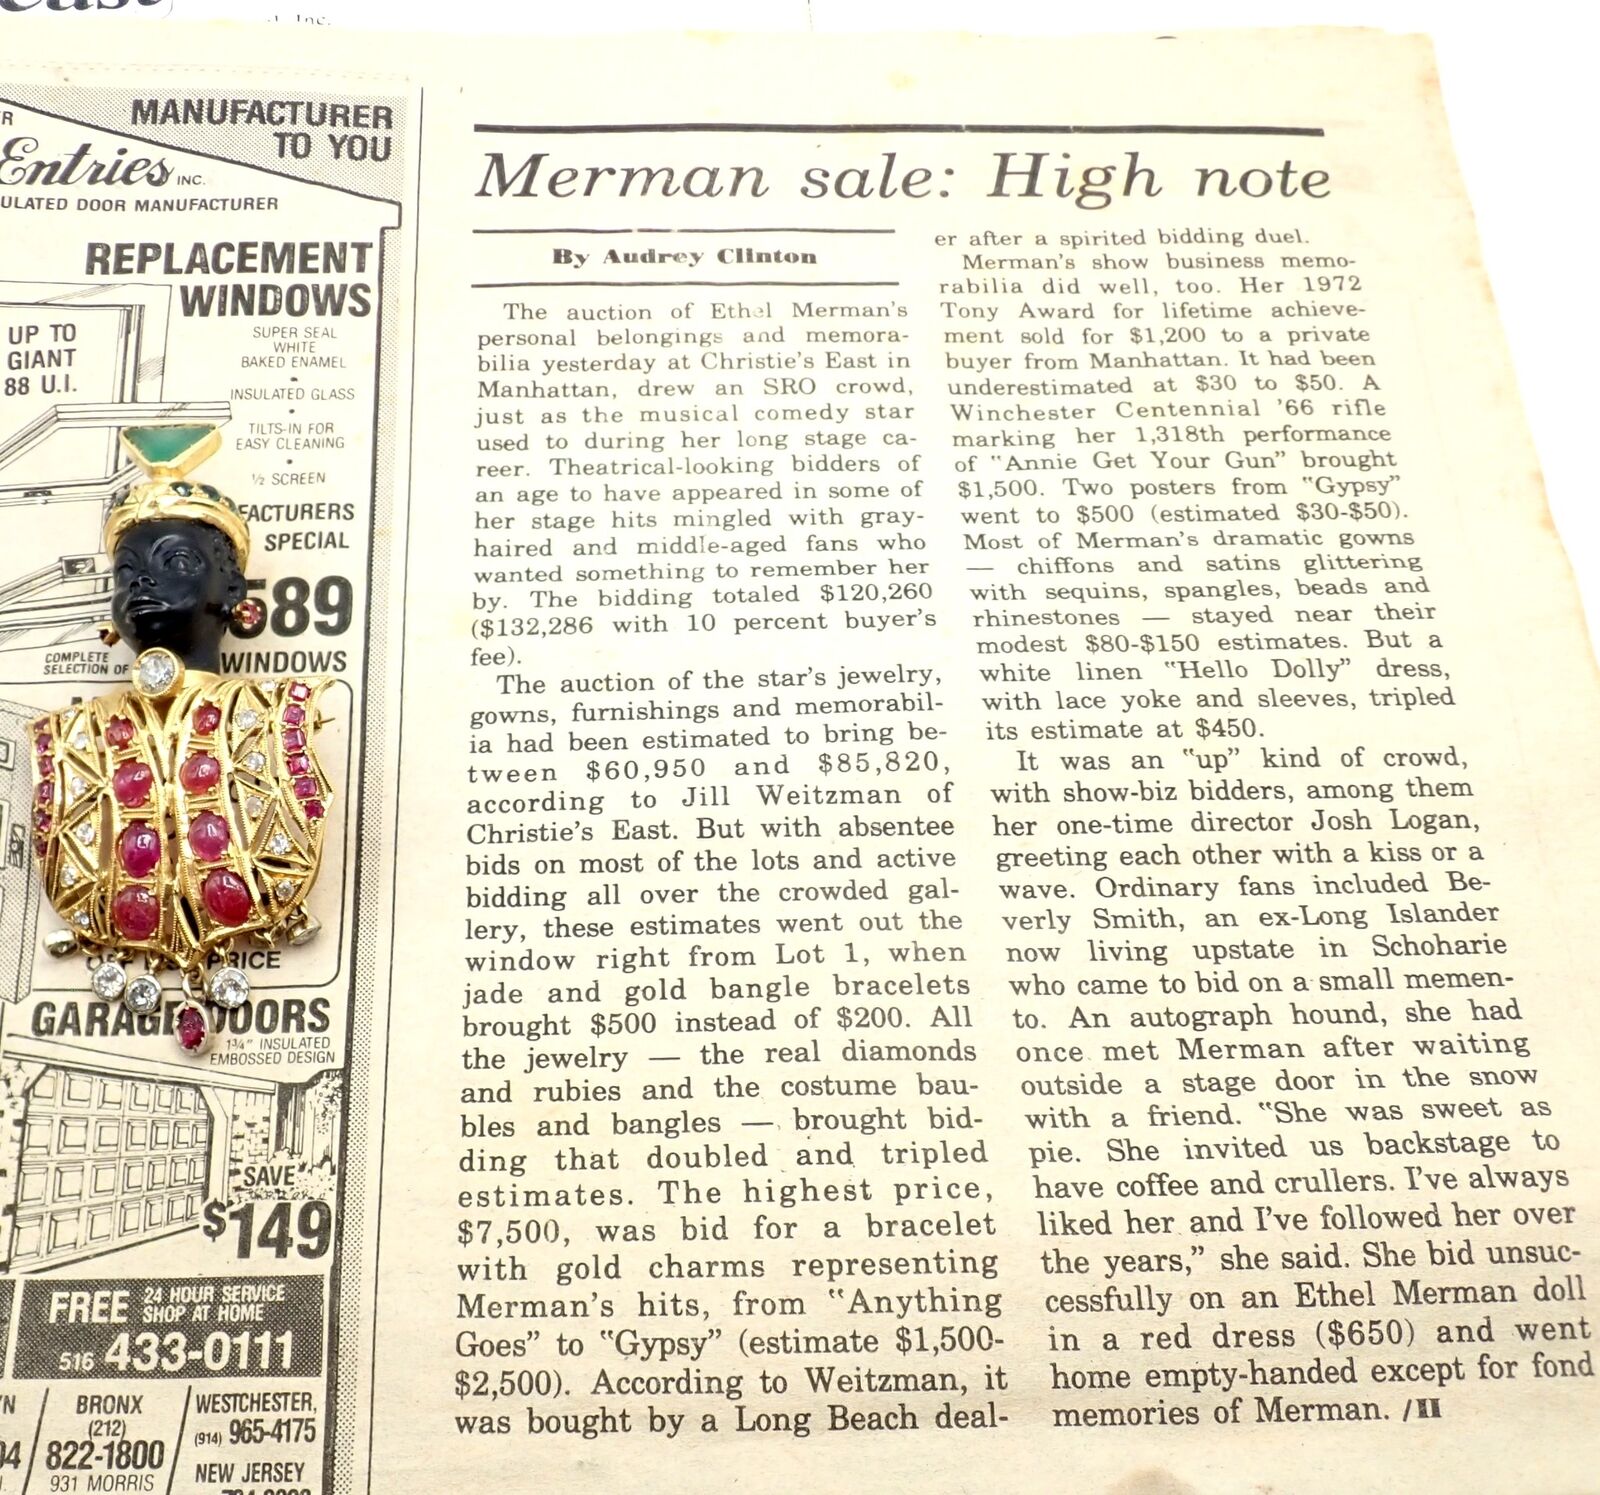 MANUFACTURER
TO YOU
Entries INC.
ULATED DOOR MANUFACTURER
REPLACEMENT
WINDOWS
UP TO
GIANT
88 U.I.
SUPER SEAL
WHITE
BAKED ENAMEL
•
INSULATED GLASS
•
TILTS-IN FOR
EASY CLEANING
•
½ SCREEN
FACTURERS
SPECIAL
589
COMPLETE
SELECTION OF
WINDOWS
PRICE
GARAGE DOORS
1¾" INSULATED
EMBOSSED DESIGN
SAVE
$149
FREE 24 HOUR SERVICE
SHOP AT HOME
516 433-0111
BRONX
(212)
822-1800
931 MORRIS
WESTCHESTER,
(914) 965-4175
NEW JERSEY
Merman sale: High note
By Audrey Clinton
The auction of Ethel Merman's
personal belongings and memora-
bilia yesterday at Christie's East in
Manhattan, drew an SRO crowd,
just as the musical comedy star
used to during her long stage ca-
reer. Theatrical-looking bidders of
an age to have appeared in some of
her stage hits mingled with gray-
haired and middle-aged fans who
wanted something to remember her
by. The bidding totaled $120,260
($132,286 with 10 percent buyer's
fee).
The auction of the star's jewelry,
gowns, furnishings and memorabil-
ia had been estimated to bring be-
tween $60,950 and $85,820,
according to Jill Weitzman of
Christie's East. But with absentee
bids on most of the lots and active
bidding all over the crowded gal-
lery, these estimates went out the
window right from Lot 1, when
jade and gold bangle bracelets
brought $500 instead of $200. All
the jewelry — the real diamonds
and rubies and the costume bau-
bles and bangles — brought bid-
ding that doubled and tripled
estimates. The highest price,
$7,500, was bid for a bracelet
with gold charms representing
Merman's hits, from "Anything
Goes" to "Gypsy" (estimate $1,500-
$2,500). According to Weitzman, it
was bought by a Long Beach deal-
er after a spirited bidding duel.
Merman's show business memo-
rabilia did well, too. Her 1972
Tony Award for lifetime achieve-
ment sold for $1,200 to a private
buyer from Manhattan. It had been
underestimated at $30 to $50. A
Winchester Centennial '66 rifle
marking her 1,318th performance
of "Annie Get Your Gun" brought
$1,500. Two posters from "Gypsy"
went to $500 (estimated $30-$50).
Most of Merman's dramatic gowns
— chiffons and satins glittering
with sequins, spangles, beads and
rhinestones — stayed near their
modest $80-$150 estimates. But a
white linen "Hello Dolly" dress,
with lace yoke and sleeves, tripled
its estimate at $450.
It was an "up" kind of crowd,
with show-biz bidders, among them
her one-time director Josh Logan,
greeting each other with a kiss or a
wave. Ordinary fans included Be-
verly Smith, an ex-Long Islander
now living upstate in Schoharie
who came to bid on a small memen-
to. An autograph hound, she had
once met Merman after waiting
outside a stage door in the snow
with a friend. "She was sweet as
pie. She invited us backstage to
have coffee and crullers. I've always
liked her and I've followed her over
the years," she said. She bid unsuc-
cessfully on an Ethel Merman doll
in a red dress ($650) and went
home empty-handed except for fond
memories of Merman. /II